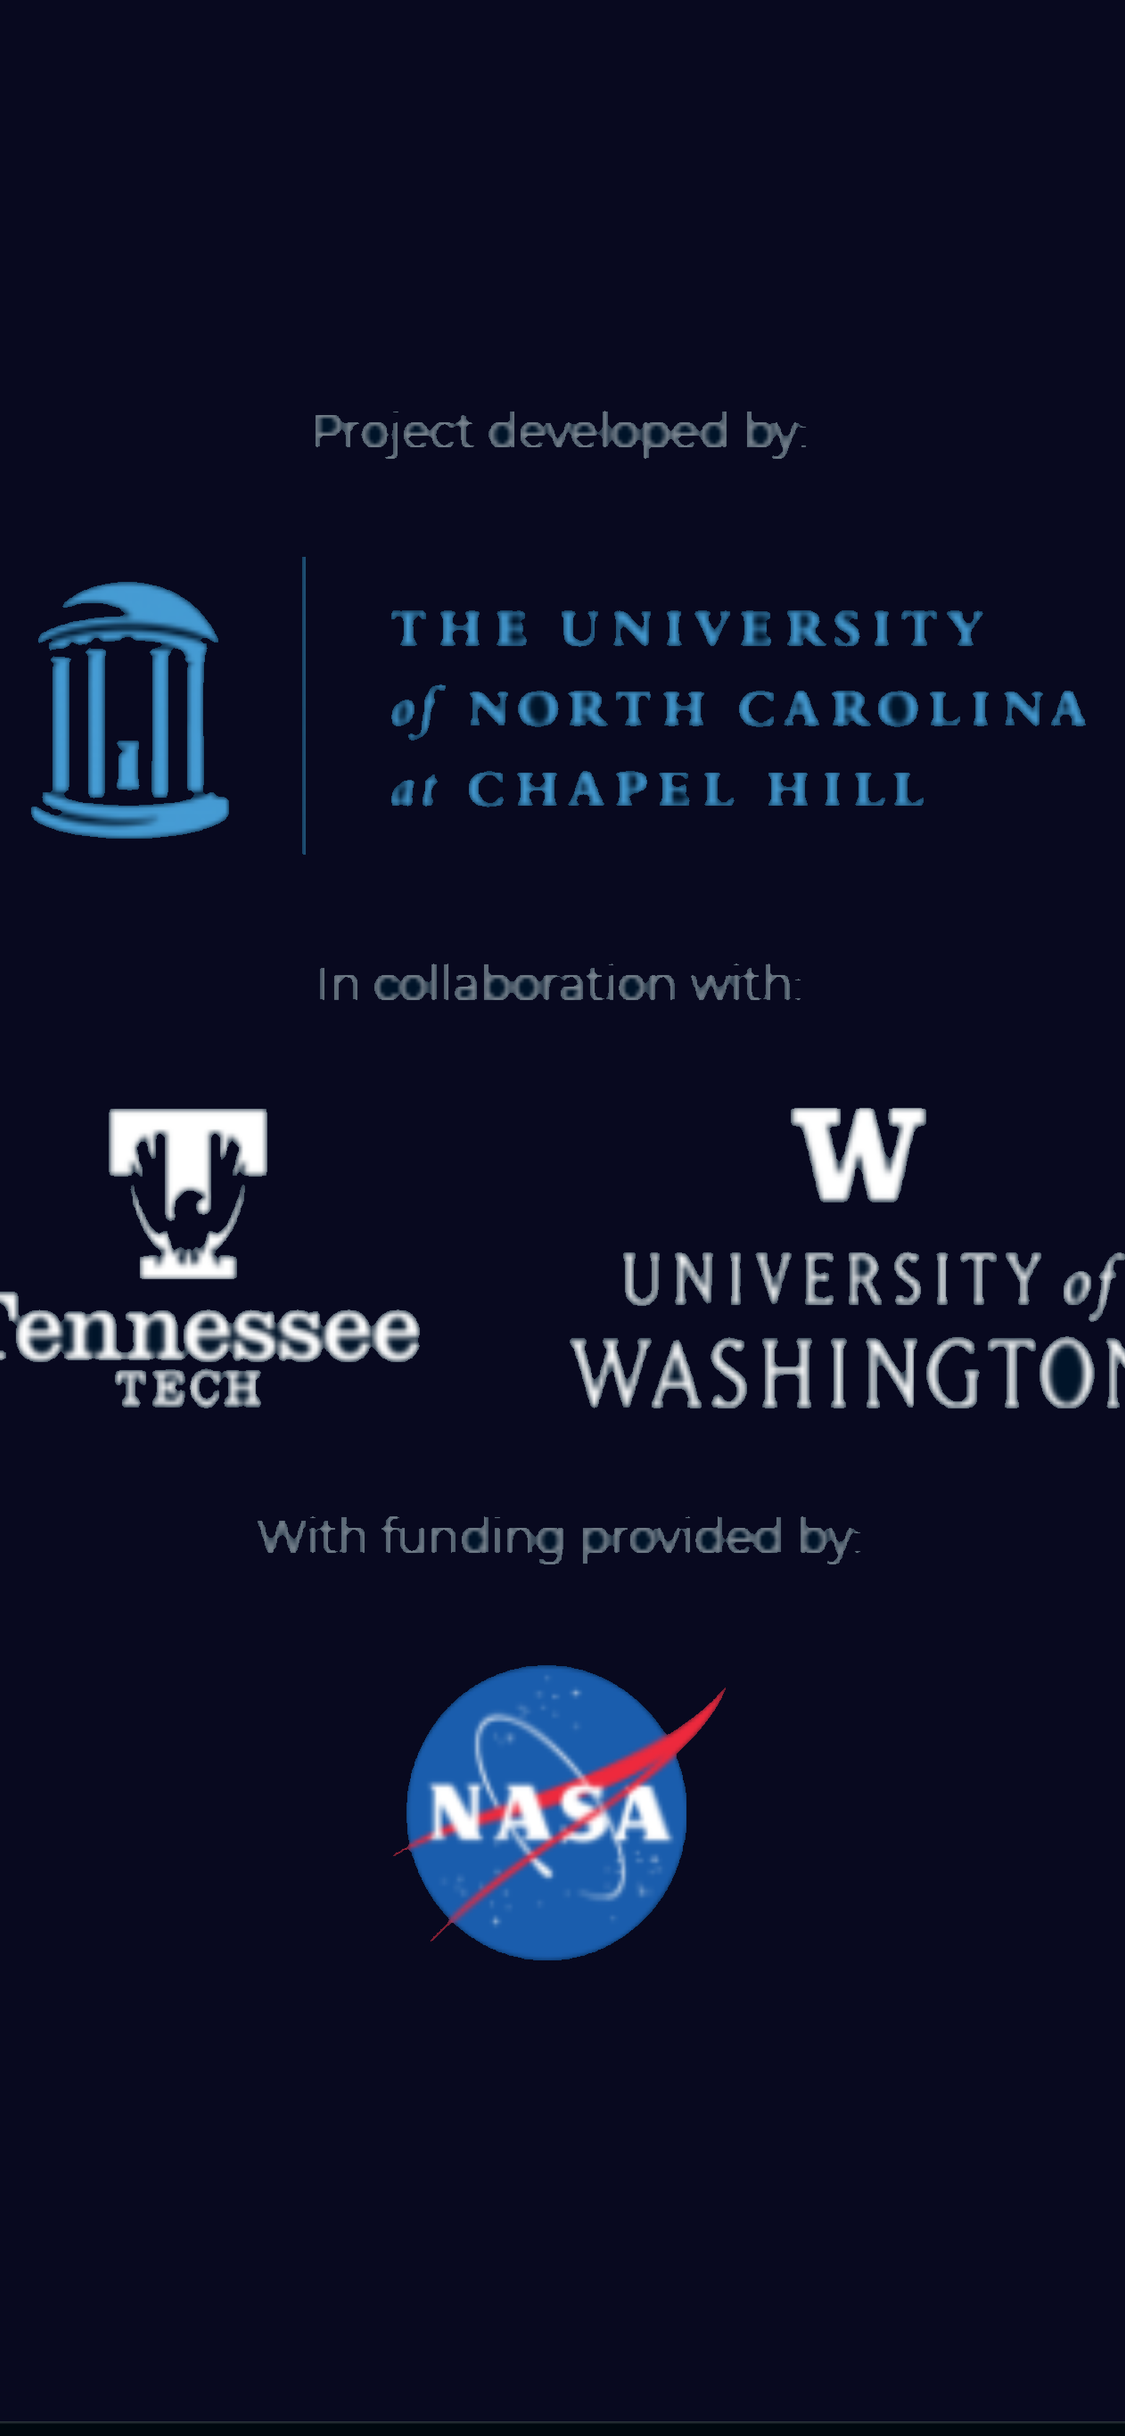 Project developed by:
THE UNIVERSITY
of NORTH CAROLINA
at CHAPEL HILL
In collaboration with:
Tennessee
TECH
W
UNIVERSITY of
WASHINGTON
With funding provided by:
NASA